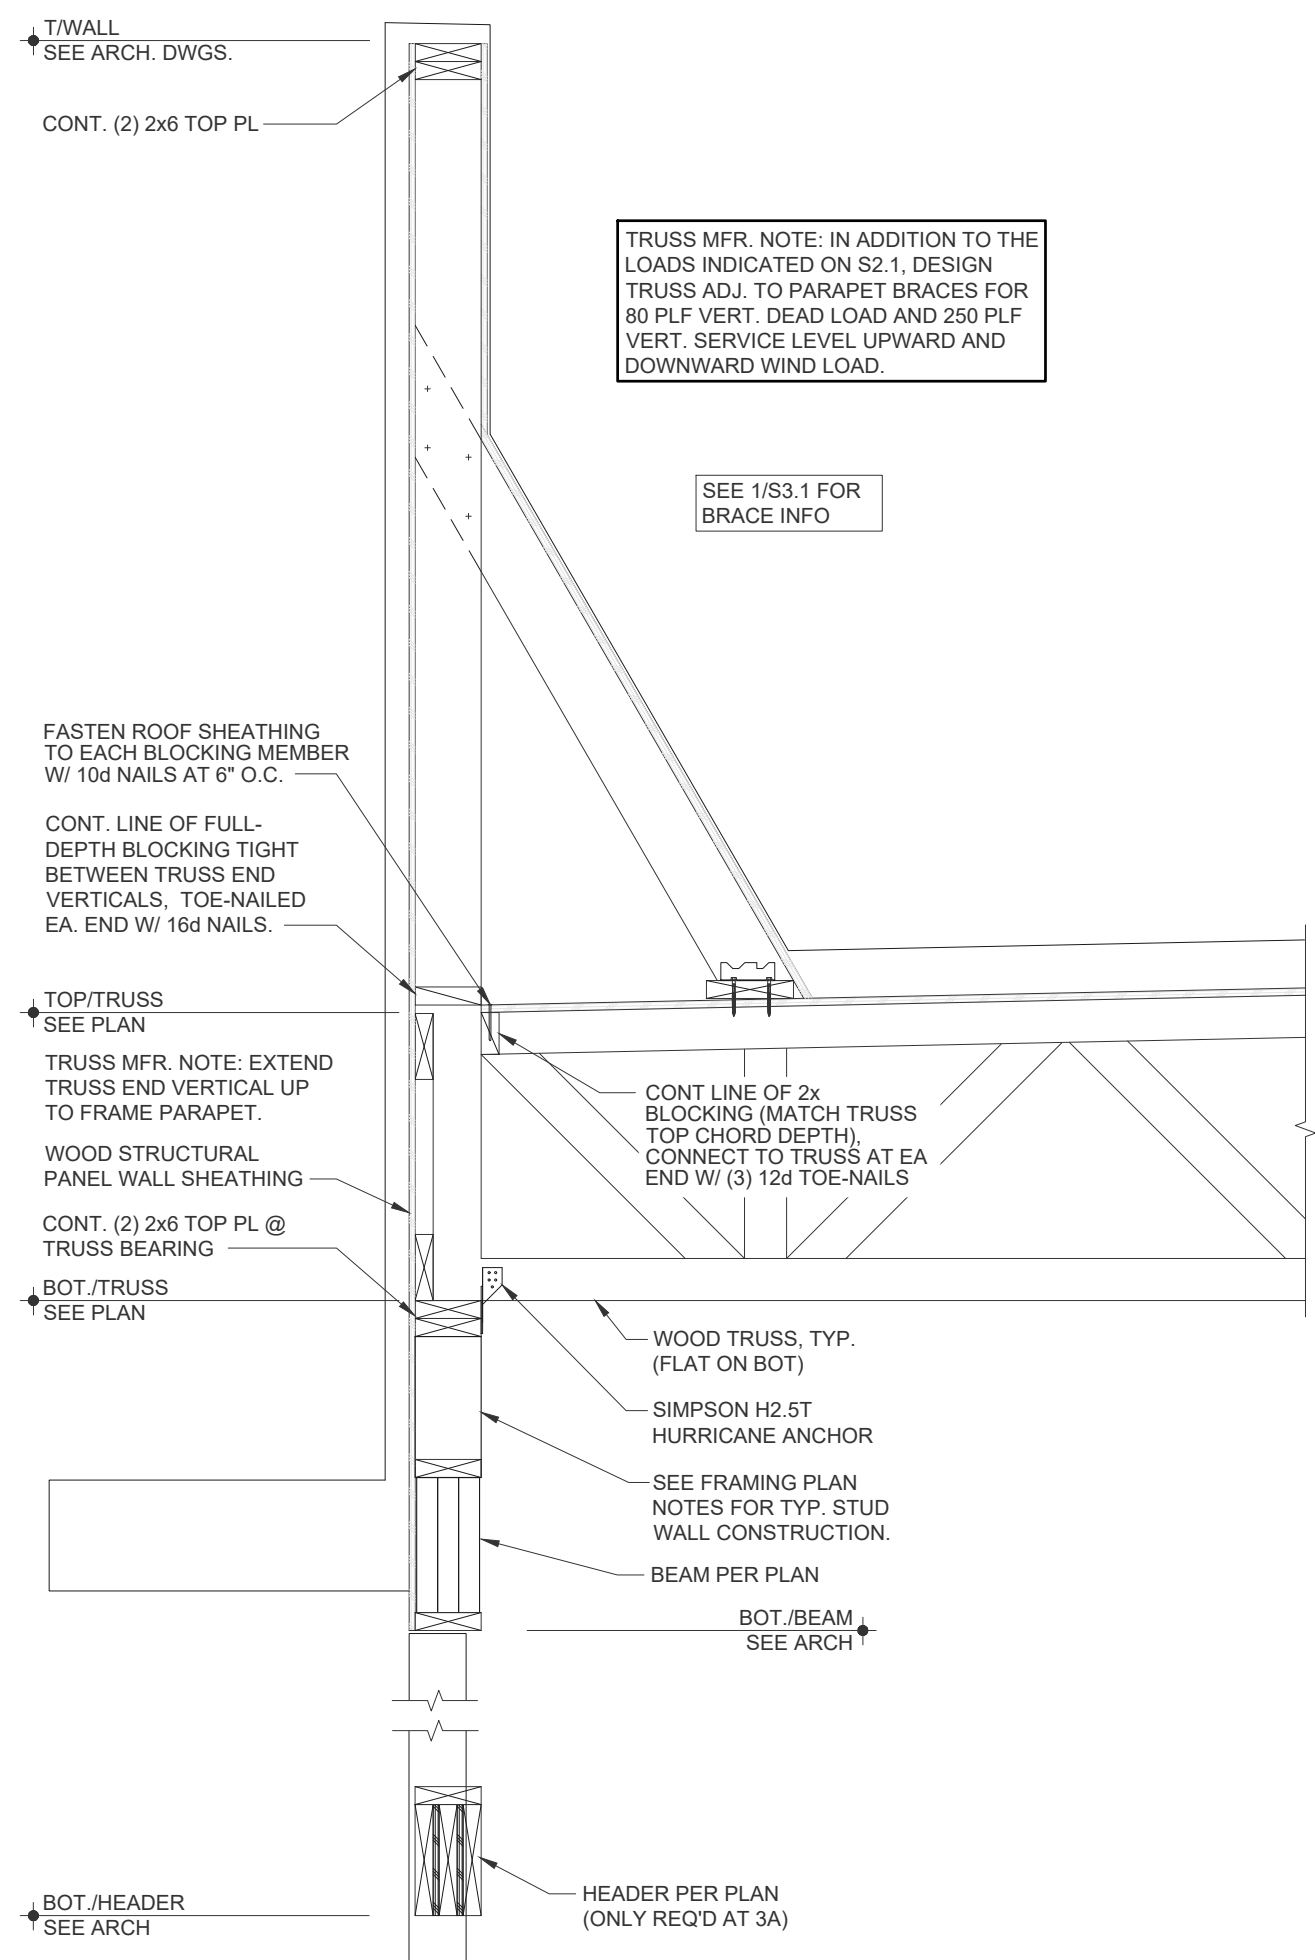 T/WALL
SEE ARCH. DWGS.
CONT. (2) 2x6 TOP PL
TRUSS MFR. NOTE: IN ADDITION TO THE
LOADS INDICATED ON S2.1, DESIGN
TRUSS ADJ. TO PARAPET BRACES FOR
80 PLF VERT. DEAD LOAD AND 250 PLF
VERT. SERVICE LEVEL UPWARD AND
DOWNWARD WIND LOAD.
SEE 1/S3.1 FOR
BRACE INFO
FASTEN ROOF SHEATHING
TO EACH BLOCKING MEMBER
W/ 10d NAILS AT 6" O.C.
CONT. LINE OF FULL-
DEPTH BLOCKING TIGHT
BETWEEN TRUSS END
VERTICALS, TOE-NAILED
EA. END W/ 16d NAILS.
TOP/TRUSS
SEE PLAN
TRUSS MFR. NOTE: EXTEND
TRUSS END VERTICAL UP
TO FRAME PARAPET.
CONT LINE OF 2x
BLOCKING (MATCH TRUSS
TOP CHORD DEPTH),
CONNECT TO TRUSS AT EA
END W/ (3) 12d TOE-NAILS
WOOD STRUCTURAL
PANEL WALL SHEATHING
CONT. (2) 2x6 TOP PL @
TRUSS BEARING
BOT./TRUSS
SEE PLAN
WOOD TRUSS, TYP.
(FLAT ON BOT)
SIMPSON H2.5T
HURRICANE ANCHOR
SEE FRAMING PLAN
NOTES FOR TYP. STUD
WALL CONSTRUCTION.
BEAM PER PLAN
BOT./BEAM
SEE ARCH
HEADER PER PLAN
(ONLY REQ'D AT 3A)
BOT./HEADER
SEE ARCH